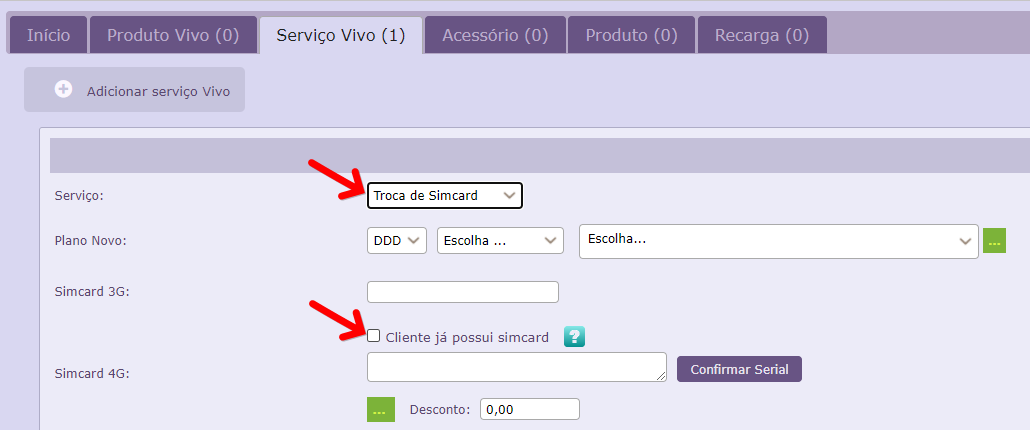 Início Produto Vivo (0) Serviço Vivo (1) Acessório (0) Produto (0) Recarga (0)
Adicionar serviço Vivo
Serviço: Troca de Simcard
Plano Novo: DDD Escolha ... Escolha... ...
Simcard 3G:
Cliente já possui simcard ?
Simcard 4G: Confirmar Serial
... Desconto: 0,00